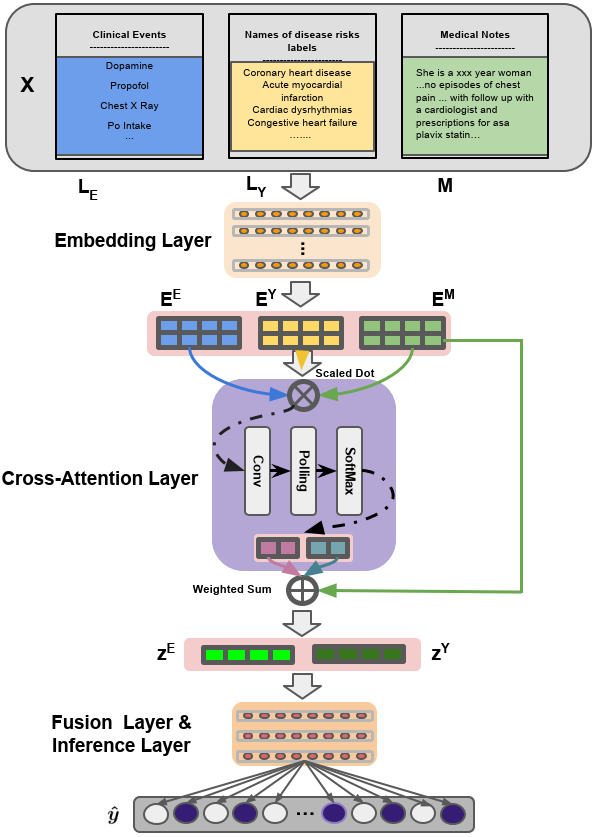 Clinical Events
-----------------------
Dopamine
Propofol
Chest X Ray
Po Intake
...
Names of disease risks
labels
-----------------------
Coronary heart disease
Acute myocardial
infarction
Cardiac dysrhythmias
Congestive heart failure
…....
Medical Notes
-----------------------
She is a xxx year woman
...no episodes of chest
pain ... with follow up with
a cardiologist and
prescriptions for asa
plavix statin…
X
L_E
L_Y
M
Embedding Layer
...
E^E
E^Y
E^M
Scaled Dot
Cross-Attention Layer
Conv
Polling
SoftMax
Weighted Sum
z^E
z^Y
Fusion Layer &
Inference Layer
ŷ
...